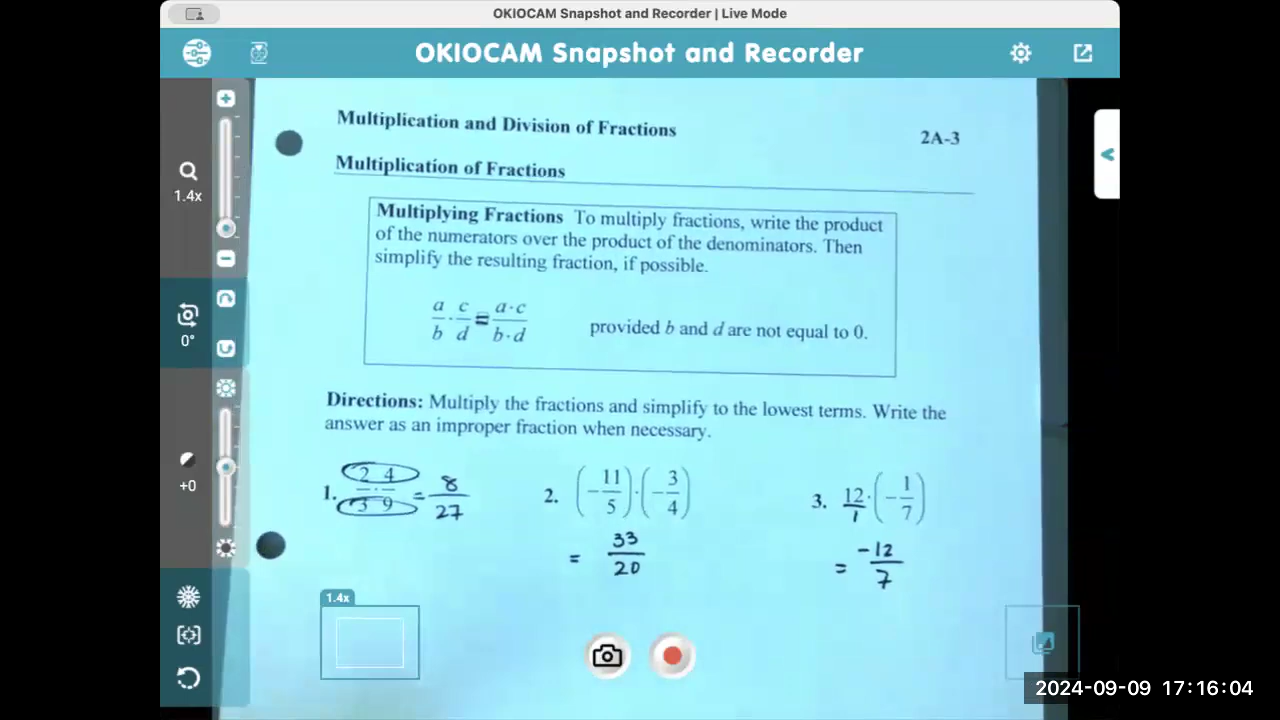 OKIOCAM Snapshot and Recorder | Live Mode
OKIOCAM Snapshot and Recorder
1.4x
0°
+0
Multiplication and Division of Fractions
2A-3
Multiplication of Fractions
Multiplying Fractions To multiply fractions, write the product
of the numerators over the product of the denominators. Then
simplify the resulting fraction, if possible.
a/b · c/d = a·c/b·d provided b and d are not equal to 0.
Directions: Multiply the fractions and simplify to the lowest terms. Write the
answer as an improper fraction when necessary.
1. 2/3 · 4/9 = 8/27
2. (-11/5)·(-3/4)
= 33/20
3. 12/1 · (-1/7)
= -12/7
1.4x
2024-09-09 17:16:04